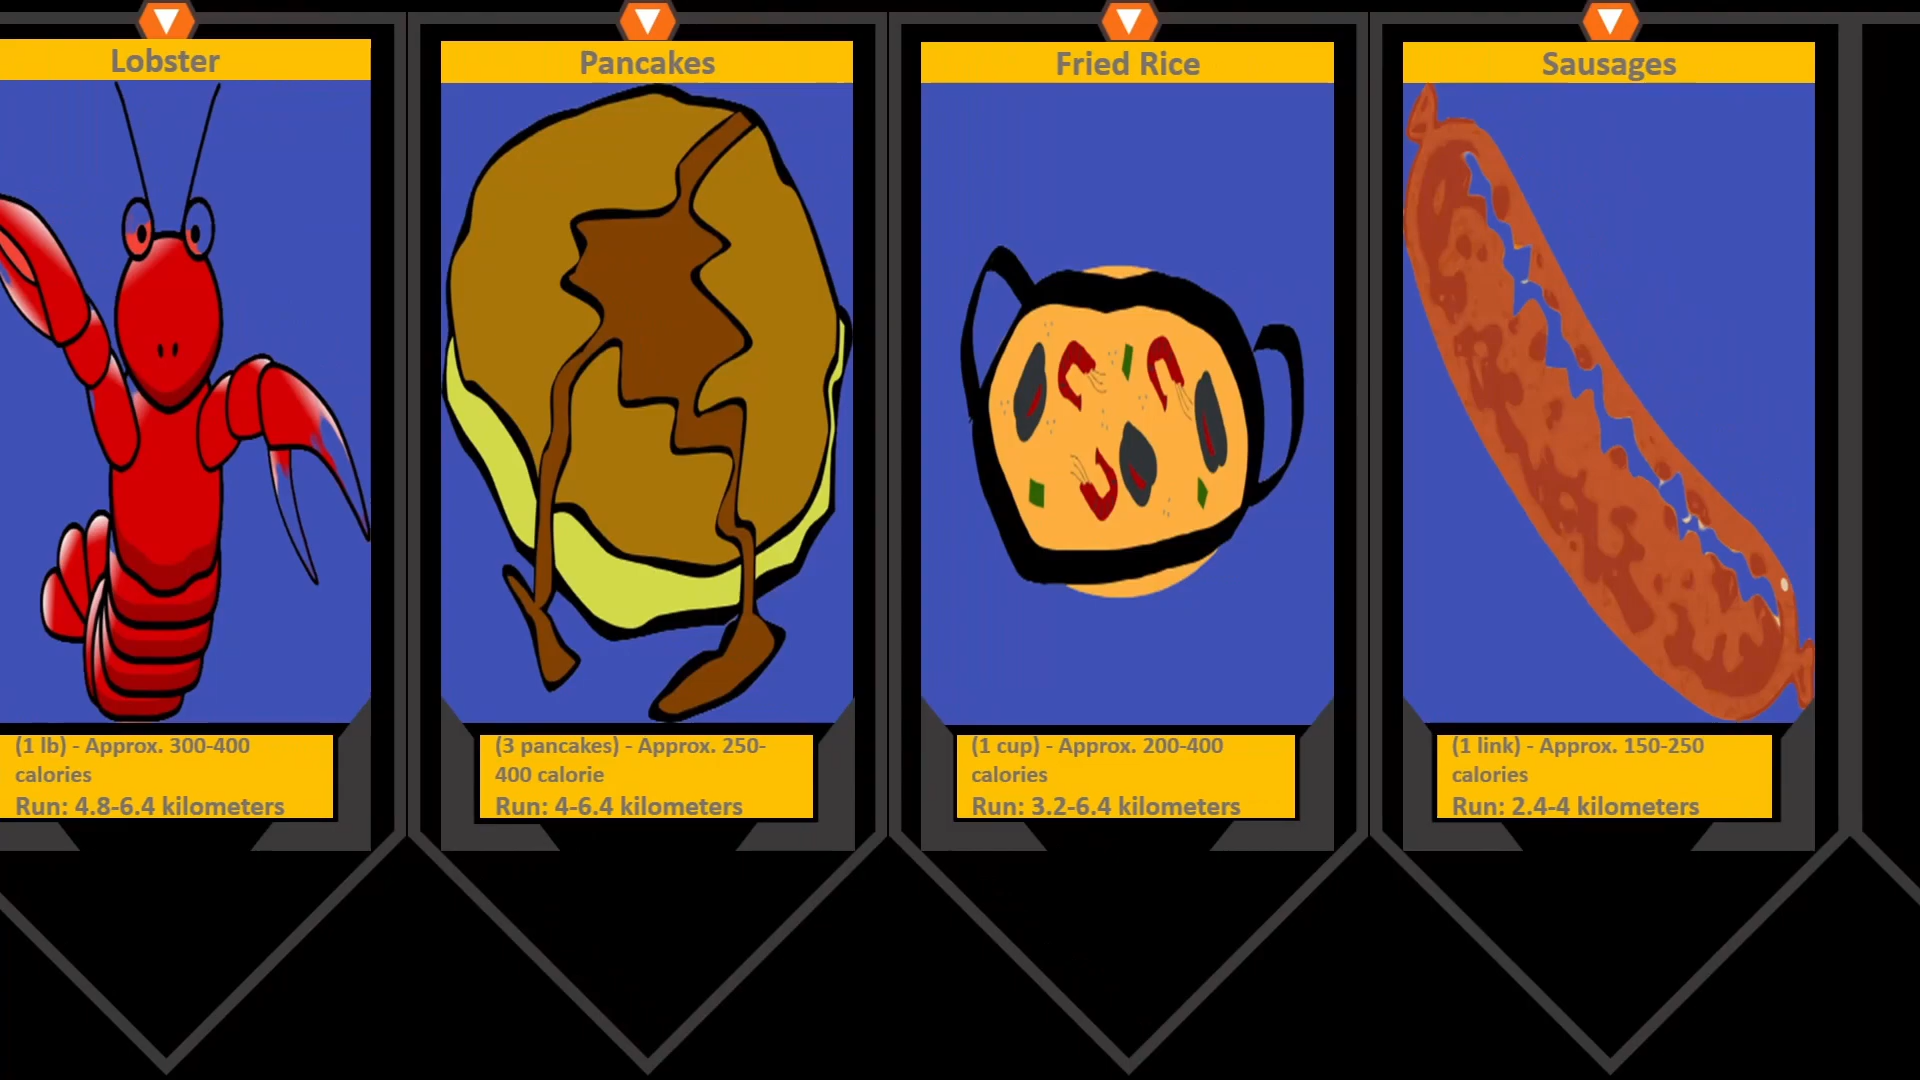 Lobster
(1 lb) - Approx. 300-400
calories
Run: 4.8-6.4 kilometers
Pancakes
(3 pancakes) - Approx. 250-
400 calorie
Run: 4-6.4 kilometers
Fried Rice
(1 cup) - Approx. 200-400
calories
Run: 3.2-6.4 kilometers
Sausages
(1 link) - Approx. 150-250
calories
Run: 2.4-4 kilometers